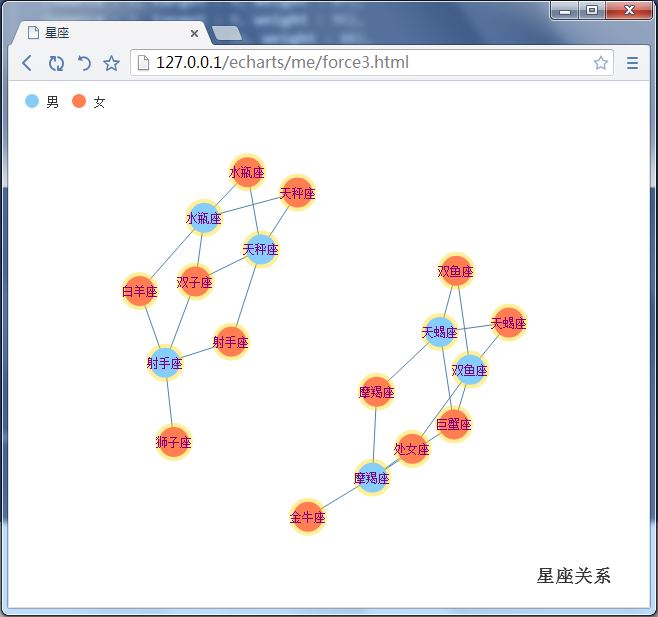 星座
127.0.0.1/echarts/me/force3.html
男 女
水瓶座
天秤座
水瓶座
天秤座
双子座
白羊座
射手座
射手座
狮子座
双鱼座
天蝎座
天蝎座
双鱼座
摩羯座
巨蟹座
处女座
摩羯座
金牛座
星座关系